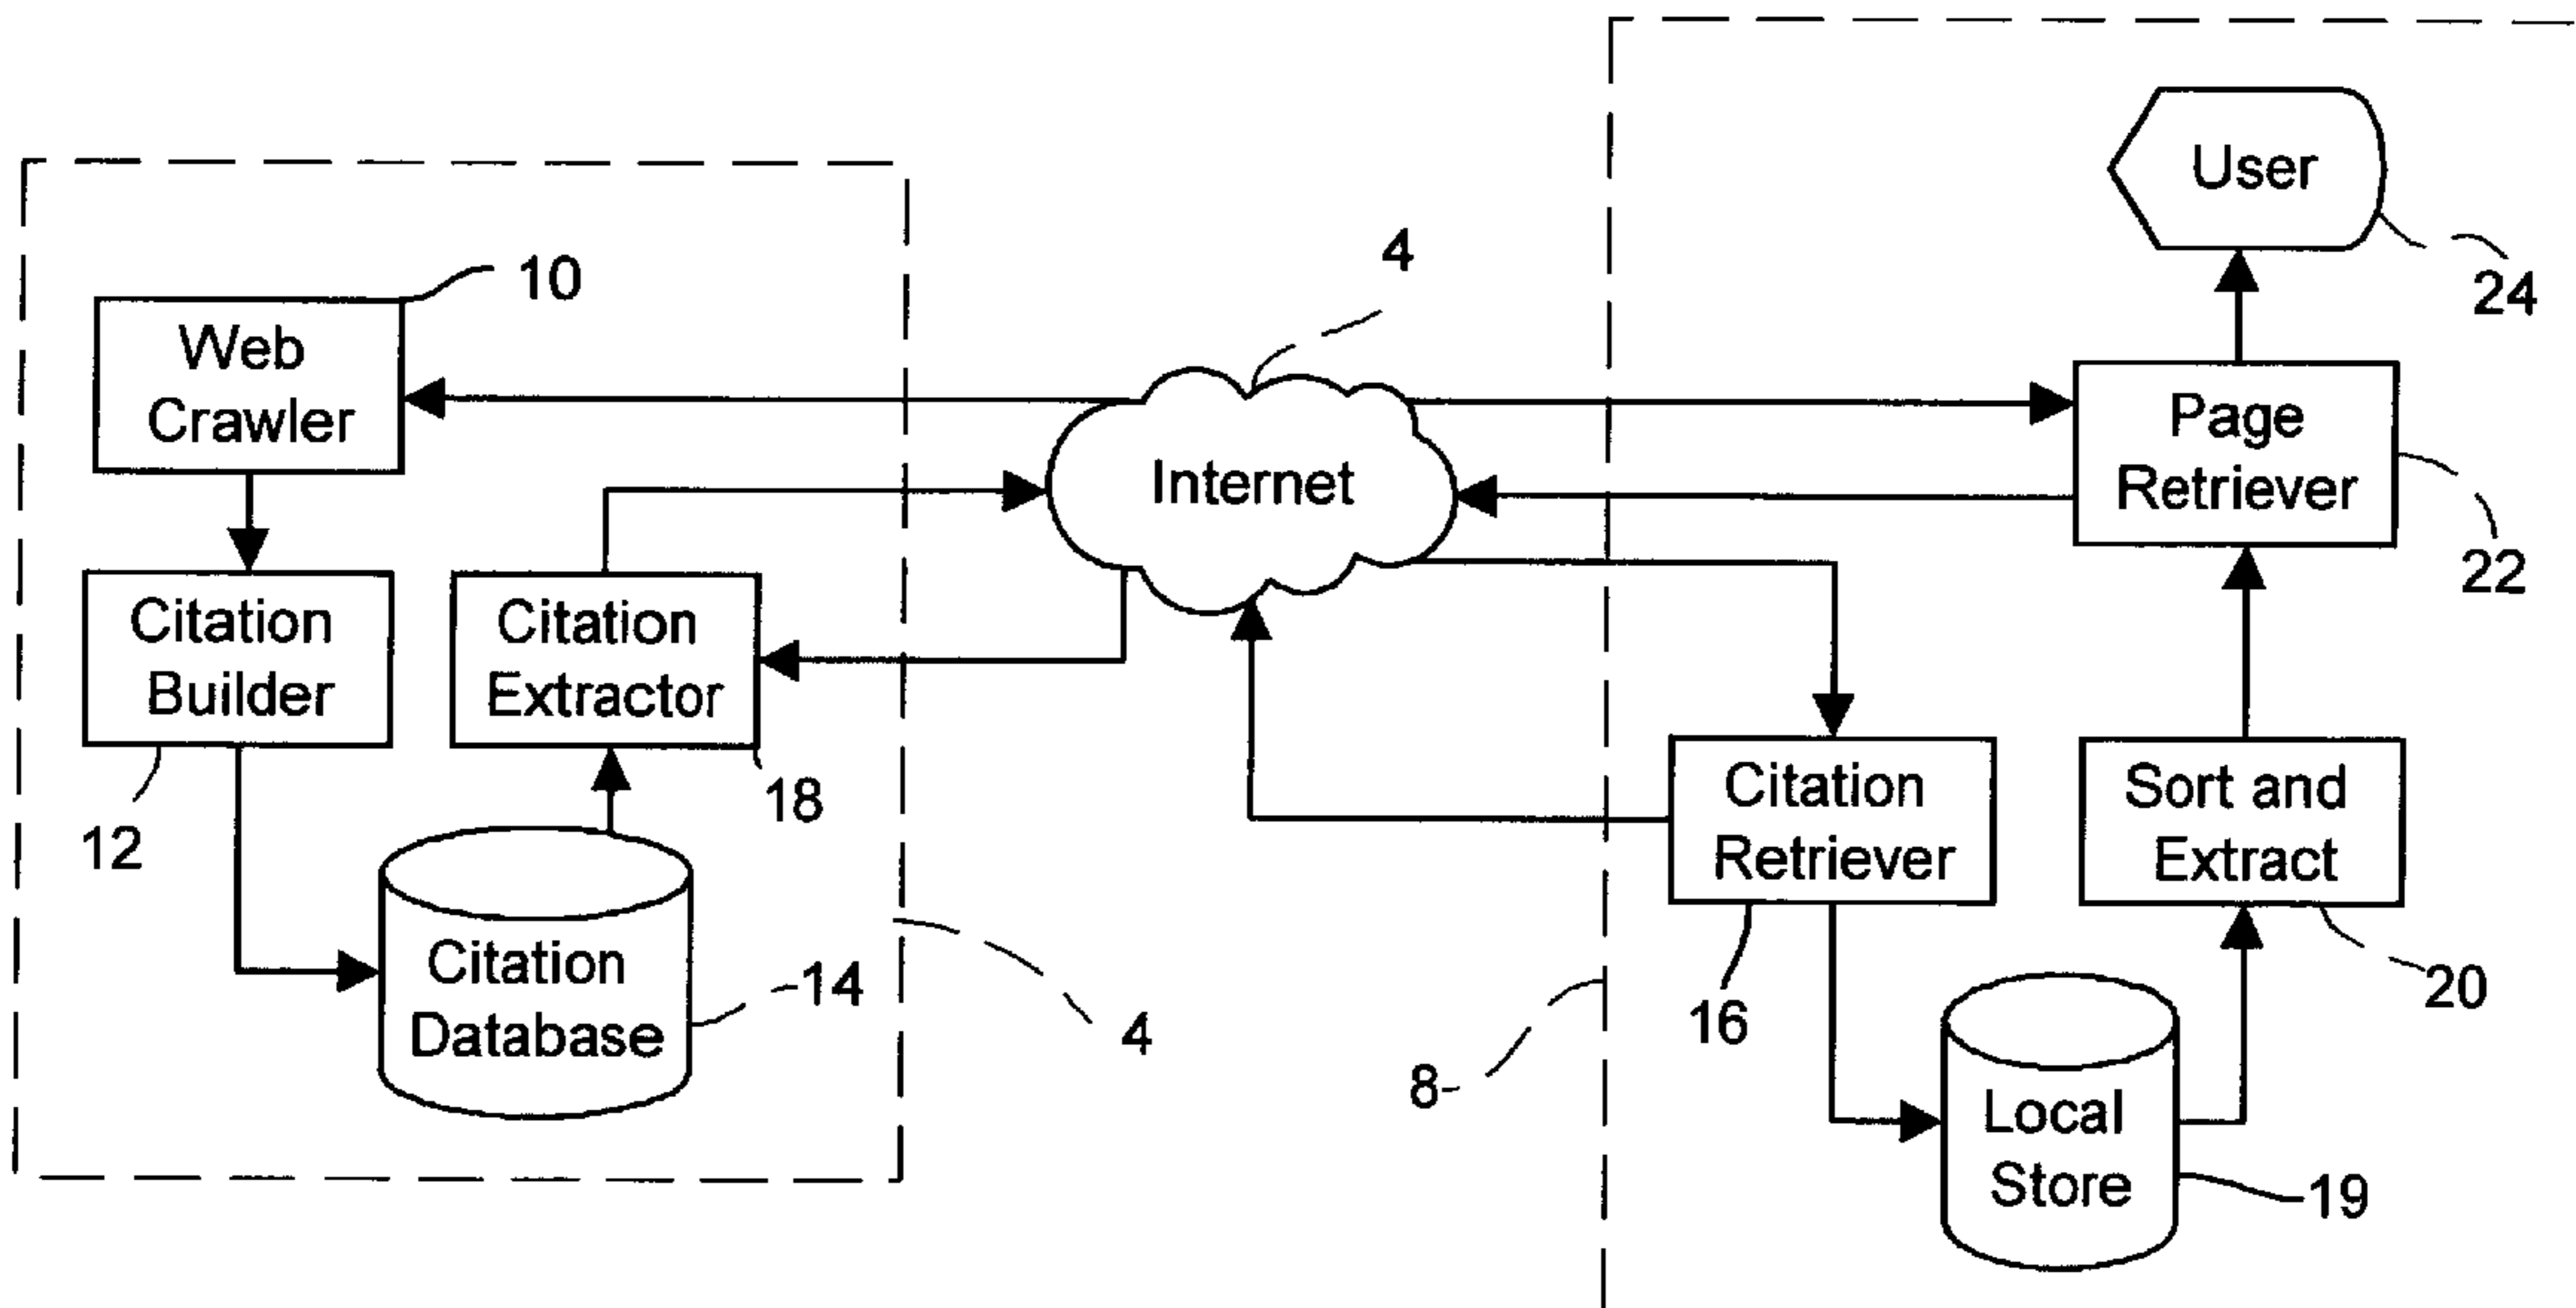 User
24
4
10
Web
Crawler
Page
Retriever
22
Internet
Citation
Builder
12
Citation
Extractor
18
Citation
Retriever
16
Sort and
Extract
20
Citation
Database
14
4
8
Local
Store
19